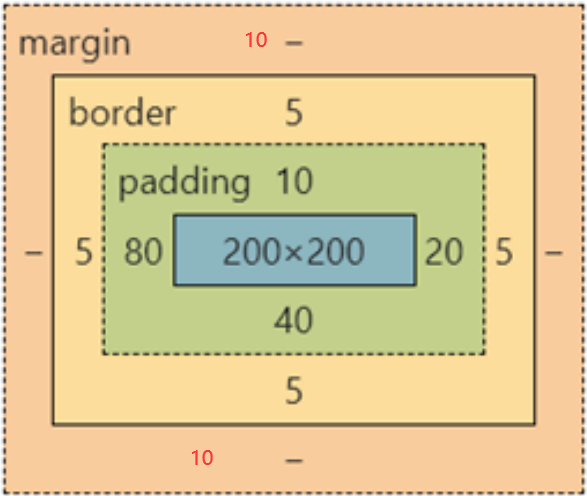 margin 10 –
border 5
padding 10
– 5 80 200×200 20 5 –
40
5
10 –